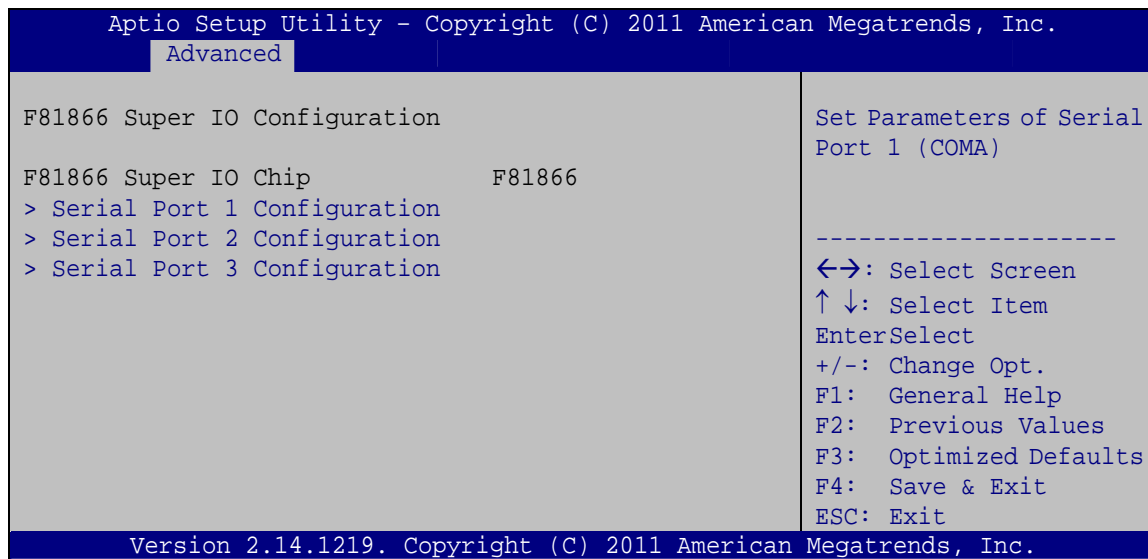 Aptio Setup Utility – Copyright (C) 2011 American Megatrends, Inc.
Advanced
F81866 Super IO Configuration
F81866 Super IO Chip F81866
> Serial Port 1 Configuration
> Serial Port 2 Configuration
> Serial Port 3 Configuration
Set Parameters of Serial
Port 1 (COMA)
---------------------
←→: Select Screen
↑ ↓: Select Item
EnterSelect
+/-: Change Opt.
F1: General Help
F2: Previous Values
F3: Optimized Defaults
F4: Save & Exit
ESC: Exit
Version 2.14.1219. Copyright (C) 2011 American Megatrends, Inc.